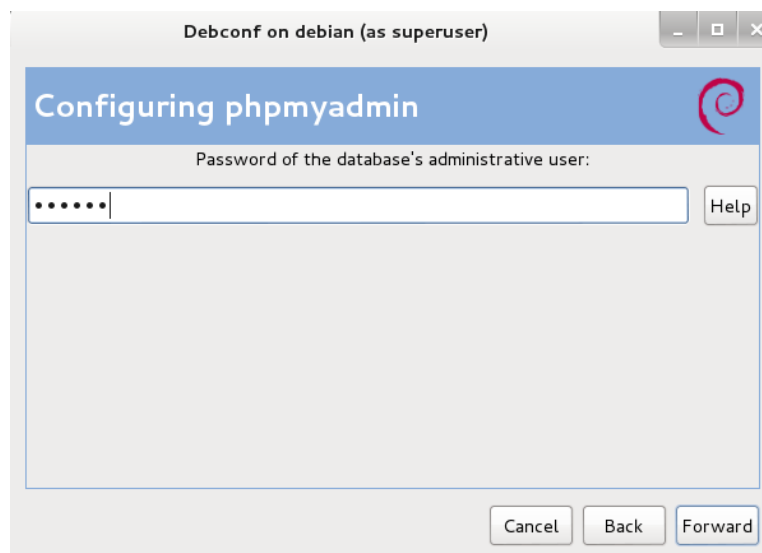 Debconf on debian (as superuser)
Configuring phpmyadmin
Password of the database's administrative user:
••••••
Help
Cancel
Back
Forward